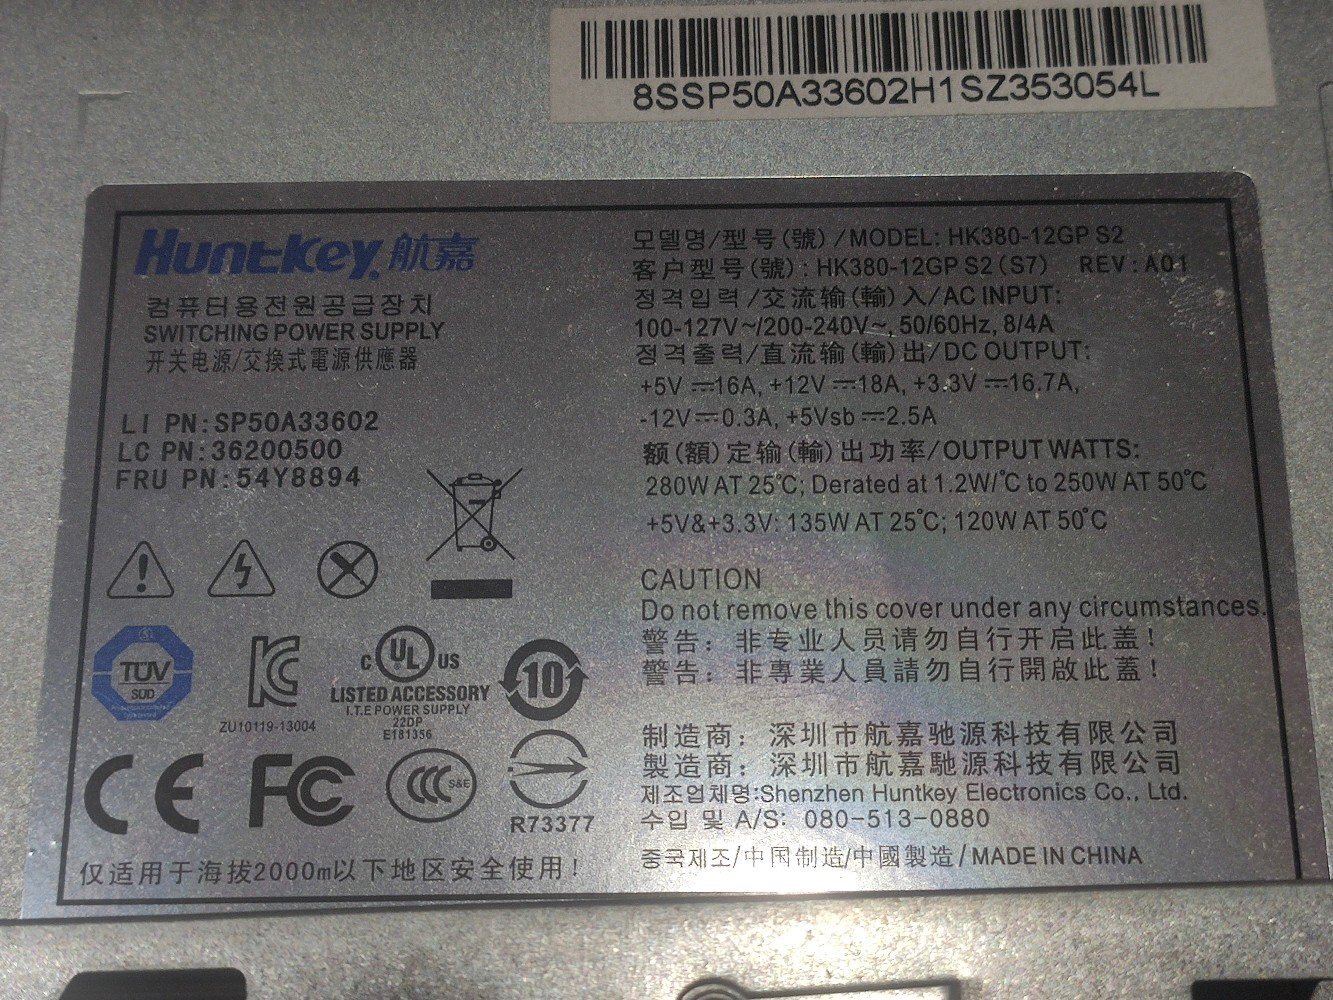 8SSP50A33602H1SZ353054L
Huntkey 航嘉
컴퓨터용전원공급장치
SWITCHING POWER SUPPLY
开关电源/交換式電源供應器
LI PN:SP50A33602
LC PN:36200500
FRU PN:54Y8894
TÜV
SÜD
ZU10119-13004
c UL US
LISTED ACCESSORY
I.T.E POWER SUPPLY
22DP
E181356
10
CE FC CCC S&E
R73377
仅适用于海拔2000m以下地区安全使用!
모델명/型号(號)/MODEL: HK380-12GP S2
客户型号(號): HK380-12GP S2(S7) REV:A01
정격입력/交流输(輸)入/AC INPUT:
100-127V~/200-240V~, 50/60Hz, 8/4A
정격출력/直流输(輸)出/DC OUTPUT:
+5V⎓16A, +12V⎓18A, +3.3V⎓16.7A,
-12V⎓0.3A, +5Vsb⎓2.5A
额(額)定输(輸)出功率/OUTPUT WATTS:
280W AT 25℃; Derated at 1.2W/℃ to 250W AT 50℃
+5V&+3.3V: 135W AT 25℃; 120W AT 50℃
CAUTION
Do not remove this cover under any circumstances.
警告: 非专业人员请勿自行开启此盖!
警告: 非專業人員請勿自行開啟此蓋!
制造商: 深圳市航嘉驰源科技有限公司
製造商: 深圳市航嘉馳源科技有限公司
제조업체명:Shenzhen Huntkey Electronics Co., Ltd.
수입 및 A/S: 080-513-0880
중국제조/中国制造/中國製造/MADE IN CHINA